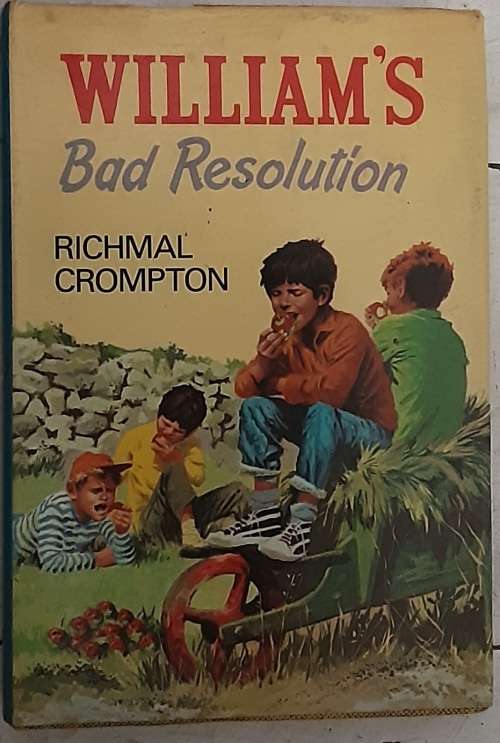 WILLIAM'S
Bad Resolution
RICHMAL
CROMPTON